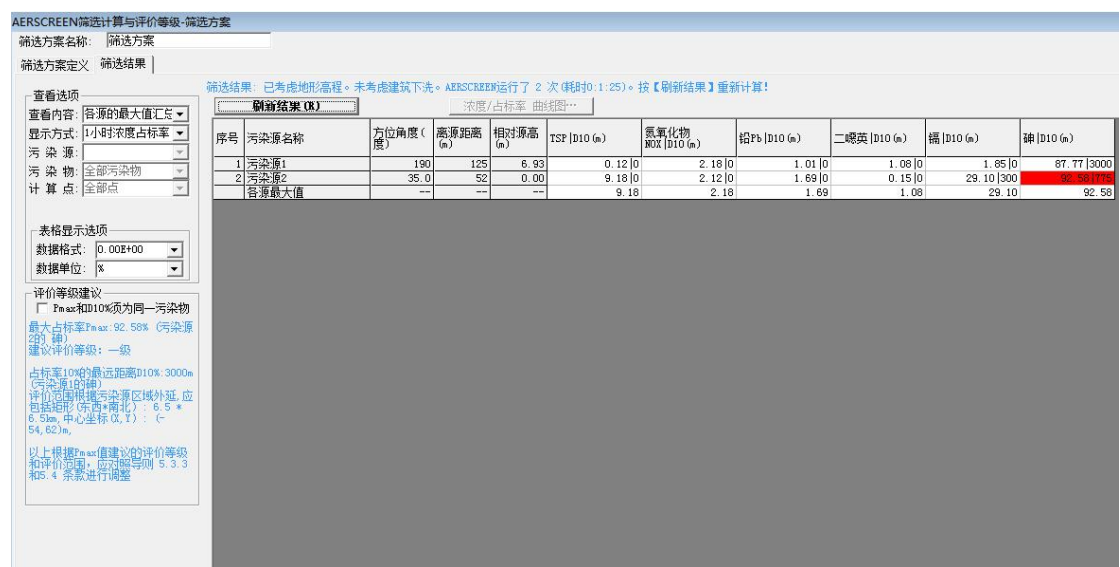 AERSCREEN筛选计算与评价等级-筛选方案
筛选方案名称: 筛选方案
筛选方案定义 筛选结果
筛选结果: 已考虑地形高程。未考虑建筑下洗。AERSCREEN运行了 2 次(耗时0:1:25)。按【刷新结果】重新计算!
查看选项
查看内容: 各源的最大值汇总
显示方式: 1小时浓度占标率
污 染 源:
污 染 物: 全部污染物
计 算 点: 全部点
表格显示选项
数据格式: 0.00E+00
数据单位: %
评价等级建议
Pmax和D10%须为同一污染物
最大占标率Pmax:92.58% (污染源
2的 砷)
建议评价等级: 一级
占标率10%的最远距离D10%:3000m
(污染源1的砷)
评价范围根据污染源区域外延,应
包括矩形(东西*南北): 6.5 *
6.5km,中心坐标(X,Y): (-
54,62)m,
以上根据Pmax值建议的评价等级
和评价范围,应对照导则 5.3.3
和5.4 条款进行调整
刷新结果(R) 浓度/占标率 曲线图…
序号 污染源名称 方位角度(度) 离源距离(m) 相对源高(m) TSP|D10(m) 氮氧化物NOX|D10(m) 铅Pb|D10(m) 二噁英|D10(m) 镉|D10(m) 砷|D10(m)
1 污染源1 190 125 6.93 0.12|0 2.18|0 1.01|0 1.08|0 1.85|0 87.77|3000
2 污染源2 35.0 52 0.00 9.18|0 2.12|0 1.69|0 0.15|0 29.10|300 92.58|775
各源最大值 -- -- -- 9.18 2.18 1.69 1.08 29.10 92.58